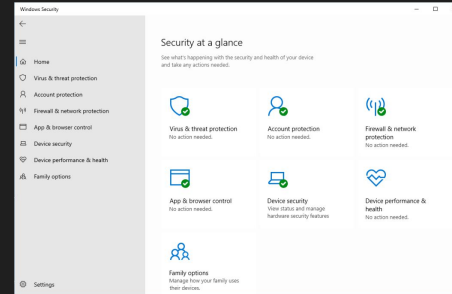 Windows Security
Home
Virus & threat protection
Account protection
Firewall & network protection
App & browser control
Device security
Device performance & health
Family options
Settings
Security at a glance
See what's happening with the security and health of your device
and take any actions needed.
Virus & threat protection
No action needed.
Account protection
No action needed.
Firewall & network
protection
No action needed.
App & browser control
No action needed.
Device security
View status and manage
hardware security features
Device performance &
health
No action needed.
Family options
Manage how your family uses
their devices.